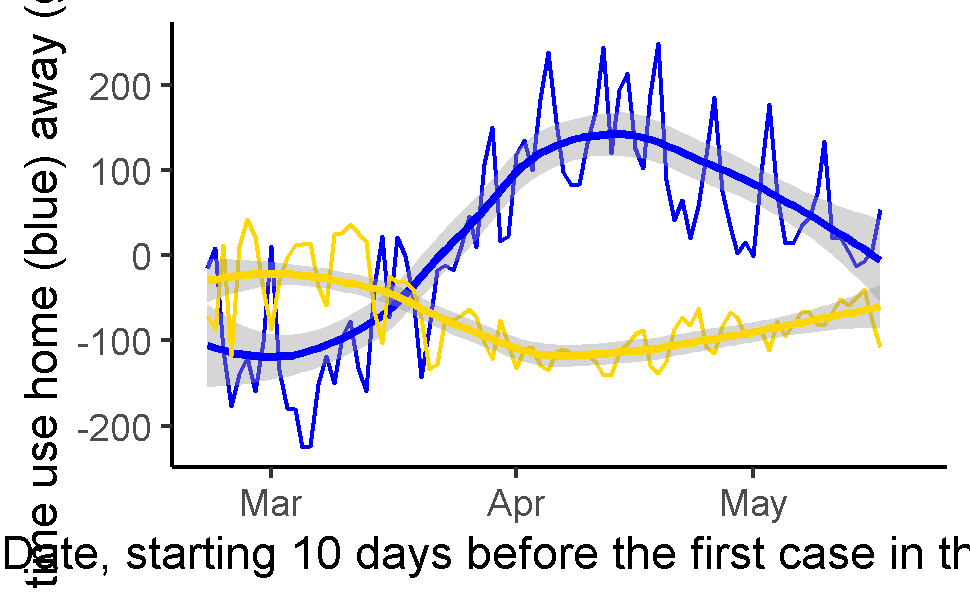 time use home (blue) away (
200
100
0
-100
-200
Mar Apr May
Date, starting 10 days before the first case in th